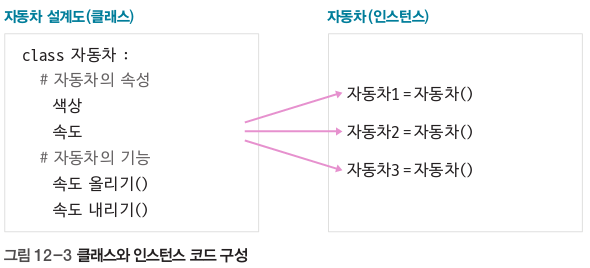 자동차 설계도(클래스)
class 자동차 :
# 자동차의 속성
색상
속도
# 자동차의 기능
속도 올리기()
속도 내리기()
자동차(인스턴스)
자동차1 = 자동차()
자동차2 = 자동차()
자동차3 = 자동차()
그림 12-3 클래스와 인스턴스 코드 구성